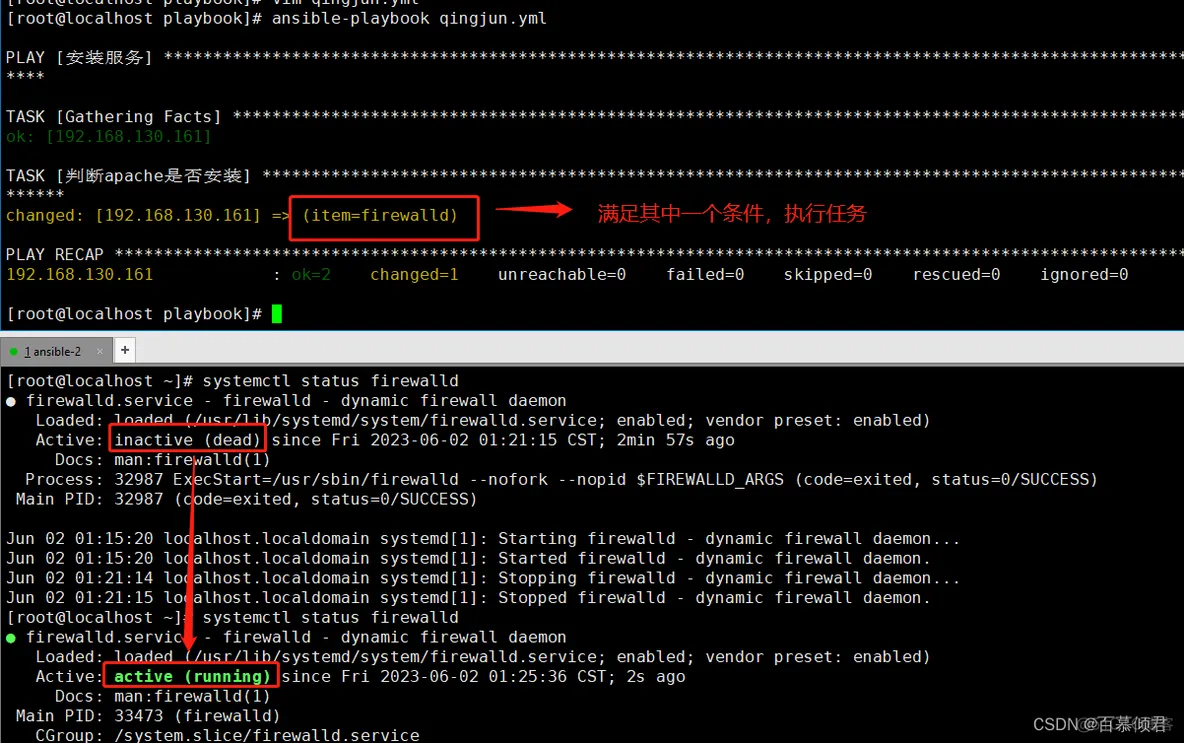 [root@localhost playbook]# vim qingjun.yml
[root@localhost playbook]# ansible-playbook qingjun.yml
PLAY [安装服务] ********************************************************************************************************
****
TASK [Gathering Facts] *************************************************************************************************
ok: [192.168.130.161]
TASK [判断apache是否安装] **********************************************************************************************
******
changed: [192.168.130.161] => (item=firewalld)
满足其中一个条件，执行任务
PLAY RECAP *************************************************************************************************************
192.168.130.161 : ok=2 changed=1 unreachable=0 failed=0 skipped=0 rescued=0 ignored=0
[root@localhost playbook]#
1 ansible-2 × +
[root@localhost ~]# systemctl status firewalld
● firewalld.service - firewalld - dynamic firewall daemon
Loaded: loaded (/usr/lib/systemd/system/firewalld.service; enabled; vendor preset: enabled)
Active: inactive (dead) since Fri 2023-06-02 01:21:15 CST; 2min 57s ago
Docs: man:firewalld(1)
Process: 32987 ExecStart=/usr/sbin/firewalld --nofork --nopid $FIREWALLD_ARGS (code=exited, status=0/SUCCESS)
Main PID: 32987 (code=exited, status=0/SUCCESS)
Jun 02 01:15:20 localhost.localdomain systemd[1]: Starting firewalld - dynamic firewall daemon...
Jun 02 01:15:20 localhost.localdomain systemd[1]: Started firewalld - dynamic firewall daemon.
Jun 02 01:21:14 localhost.localdomain systemd[1]: Stopping firewalld - dynamic firewall daemon...
Jun 02 01:21:15 localhost.localdomain systemd[1]: Stopped firewalld - dynamic firewall daemon.
[root@localhost ~]# systemctl status firewalld
● firewalld.service - firewalld - dynamic firewall daemon
Loaded: loaded (/usr/lib/systemd/system/firewalld.service; enabled; vendor preset: enabled)
Active: active (running) since Fri 2023-06-02 01:25:36 CST; 2s ago
Docs: man:firewalld(1)
Main PID: 33473 (firewalld)
CGroup: /system.slice/firewalld.service
CSDN @百慕倾君